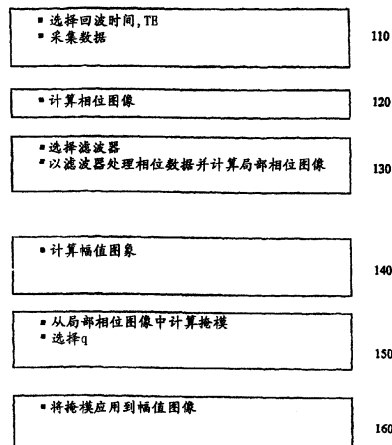 ▪ 选择回波时间,TE
▪ 采集数据
110
▪ 计算相位图像
120
▪ 选择滤波器
▪ 以滤波器处理相位数据并计算局部相位图像
130
▪ 计算幅值图象
140
▪ 从局部相位图像中计算掩模
▪ 选择q
150
▪ 将掩模应用到幅值图像
160